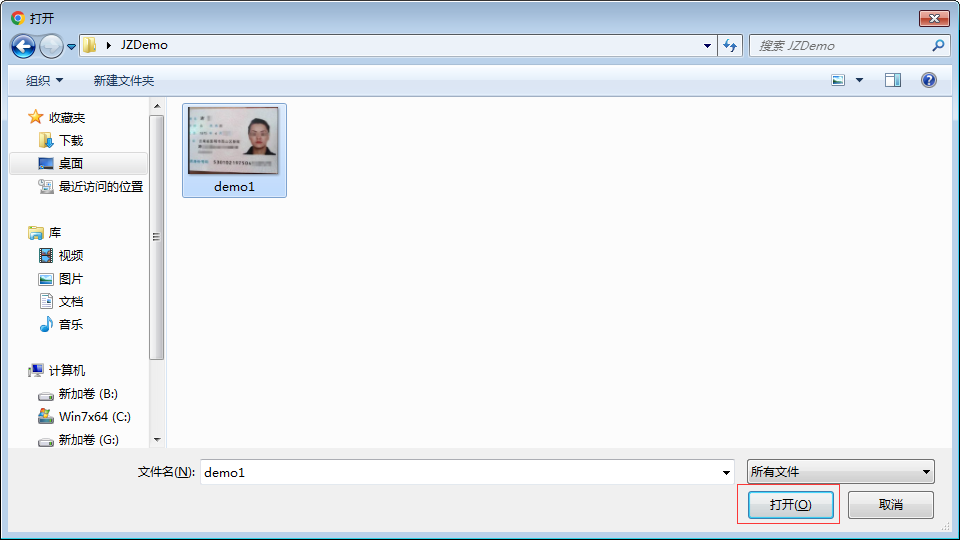 打开
JZDemo
搜索 JZDemo
组织
新建文件夹
收藏夹
下载
桌面
最近访问的位置
库
视频
图片
文档
音乐
计算机
新加卷 (B:)
Win7x64 (C:)
新加卷 (G:)
demo1
文件名(N):
demo1
所有文件
打开(O)
取消